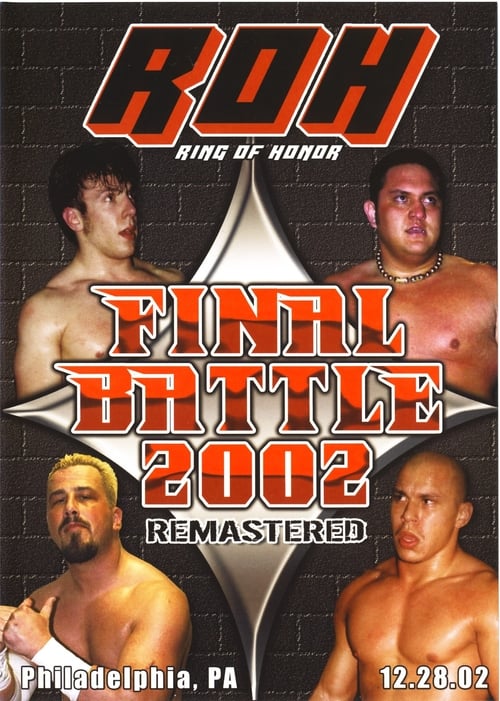 ROH
RING OF HONOR
FINAL
BATTLE
2002
REMASTERED
Philadelphia, PA
12.28.02